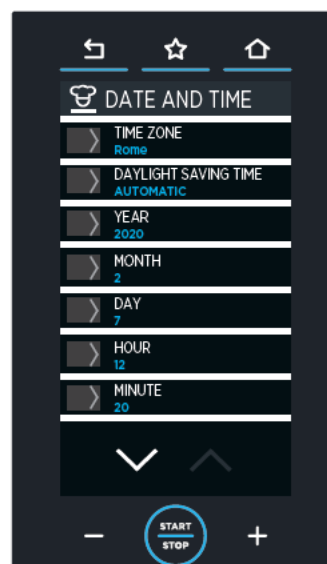 DATE AND TIME
TIME ZONE
Rome
DAYLIGHT SAVING TIME
AUTOMATIC
YEAR
2020
MONTH
2
DAY
7
HOUR
12
MINUTE
20
START
STOP